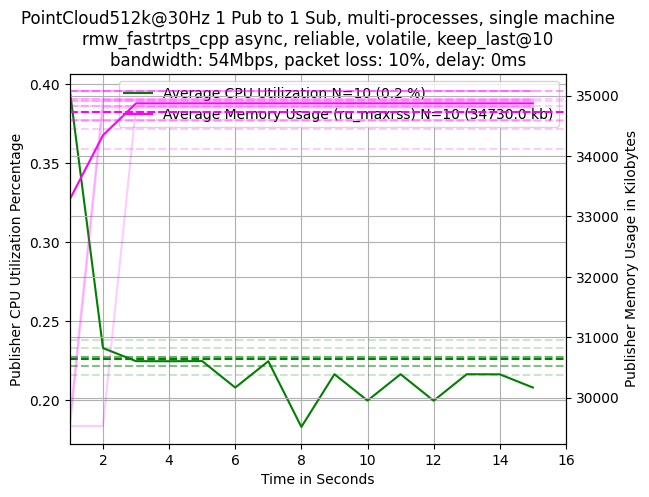 PointCloud512k@30Hz 1 Pub to 1 Sub, multi-processes, single machine
rmw_fastrtps_cpp async, reliable, volatile, keep_last@10
bandwidth: 54Mbps, packet loss: 10%, delay: 0ms
Average CPU Utilization N=10 (0.2 %)
Average Memory Usage (ru_maxrss) N=10 (34730.0 kb)
Publisher CPU Utilization Percentage
0.40
0.35
0.30
0.25
0.20
35000
34000
33000
32000
31000
30000
Publisher Memory Usage in Kilobytes
2 4 6 8 10 12 14 16
Time in Seconds